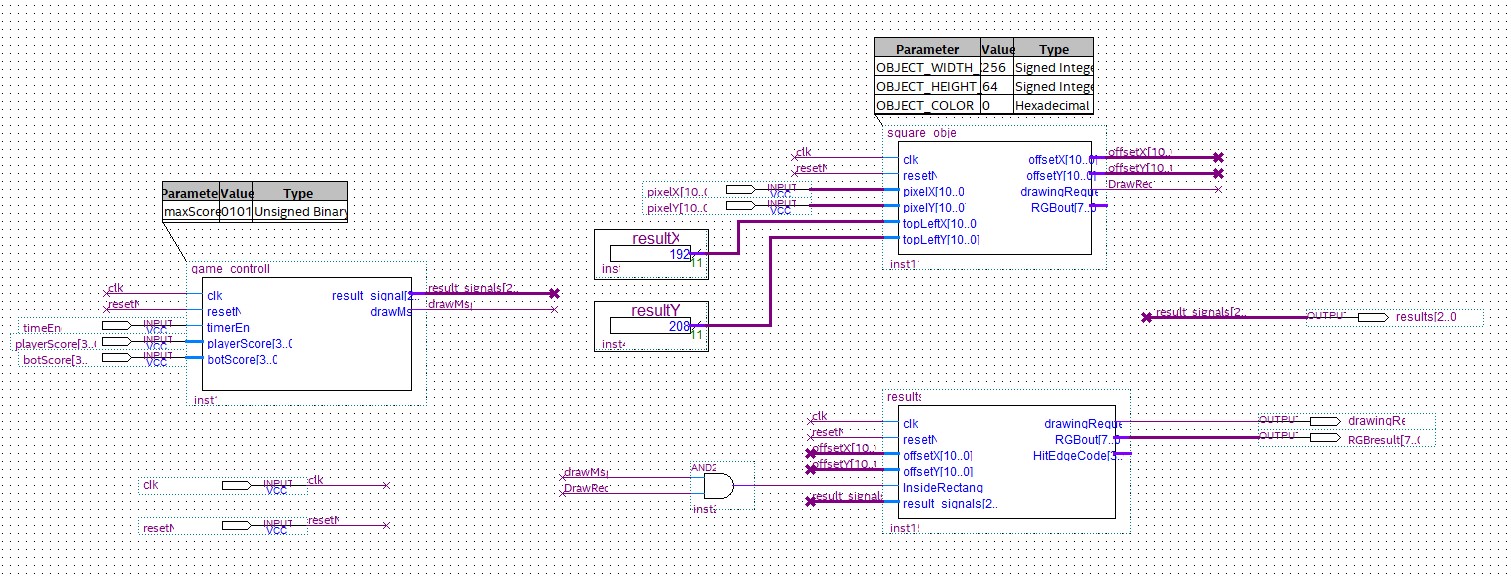 Parameter Value Type
OBJECT_WIDTH_ 256 Signed Intege
OBJECT_HEIGHT_ 64 Signed Intege
OBJECT_COLOR 0 Hexadecimal
square_obje
clk
resetN
pixelX[10..0
INPUT
VCC
pixelY[10..0
INPUT
VCC
clk
resetN
pixelX[10..0
pixelY[10..0]
topLeftX[10..0]
topLeftY[10..0]
offsetX[10..0]
offsetY[10..0]
drawingReque
RGBout[7..0
offsetX[10..
offsetY[10..
DrawRec
inst1
Paramete Value Type
maxScore 0101 Unsigned Binary
game_controll
clk
resetN
timeEn
INPUT
VCC
playerScore[3..0
INPUT
VCC
botScore[3..
INPUT
VCC
clk
resetN
timerEn
playerScore[3..0
botScore[3..0]
result_signal[2..
drawMs
result_signals[2..
drawMs
inst
resultX
192
11
inst
resultY
208
11
inst
result_signals[2..
OUTPUT
results[2..0
results
clk
resetN
offsetX[10..
offsetY[10..
result_signal
clk
resetN
offsetX[10..0]
offsetY[10..0]
InsideRectang
result_signals[2..
drawingReque
RGBout[7..0
HitEdgeCode[3..
OUTPUT
drawingRe
OUTPUT
RGBresult[7..0
inst1
drawMs
DrawRec
AND2
inst
clk
INPUT
VCC
clk
resetN
INPUT
VCC
resetN